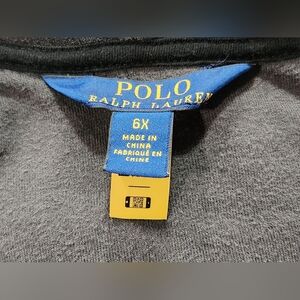 POLO
RALPH LAUREN
6X
MADE IN
CHINA
FABRIQUÉ EN
CHINE